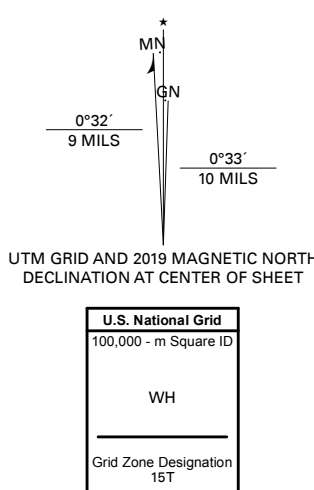 ★
MN
GN
0°32´
9 MILS
0°33´
10 MILS
UTM GRID AND 2019 MAGNETIC NORTH
DECLINATION AT CENTER OF SHEET
U.S. National Grid
100,000 - m Square ID
WH
Grid Zone Designation
15T